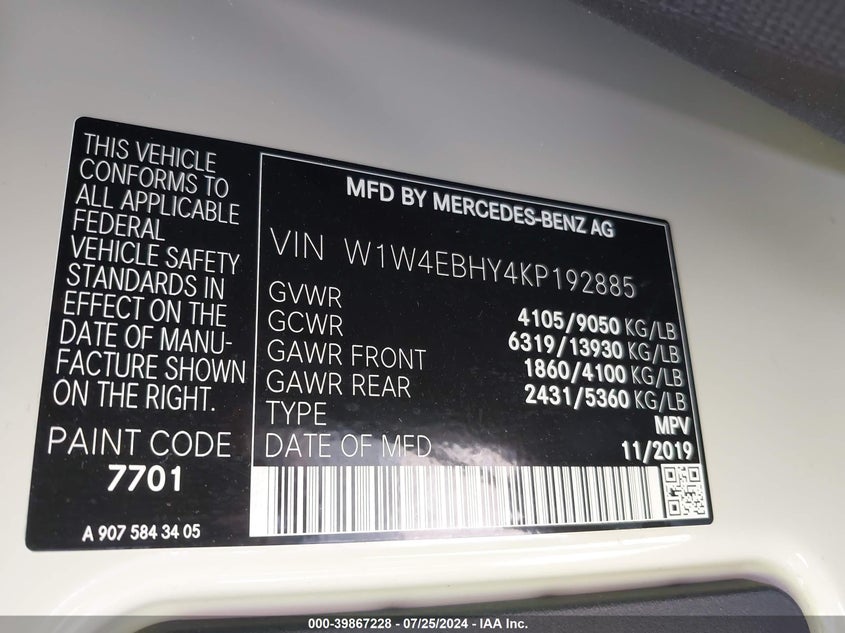 THIS VEHICLE
CONFORMS TO
ALL APPLICABLE
FEDERAL
VEHICLE SAFETY
STANDARDS IN
EFFECT ON THE
DATE OF MANU-
FACTURE SHOWN
ON THE RIGHT.
PAINT CODE
7701
A 907 584 34 05
MFD BY MERCEDES-BENZ AG
VIN W1W4EBHY4KP192885
GVWR 4105/9050 KG/LB
GCWR 6319/13930 KG/LB
GAWR FRONT 1860/4100 KG/LB
GAWR REAR 2431/5360 KG/LB
TYPE MPV
DATE OF MFD 11/2019
000-39867228 - 07/25/2024 - IAA Inc.